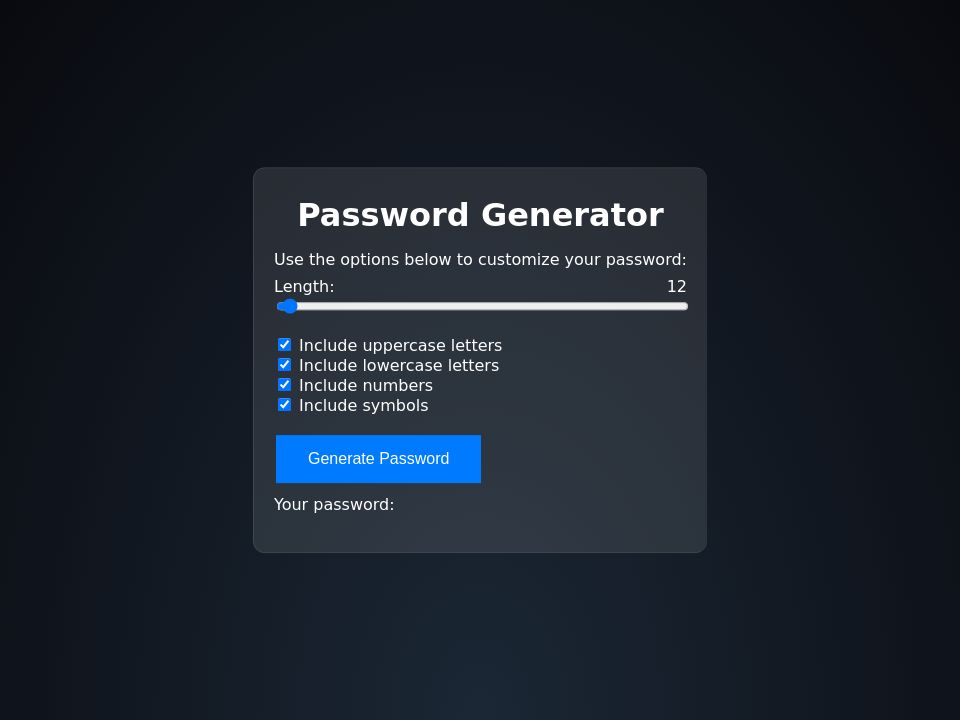 Password Generator
Use the options below to customize your password:
Length: 12
Include uppercase letters
Include lowercase letters
Include numbers
Include symbols
Generate Password
Your password: